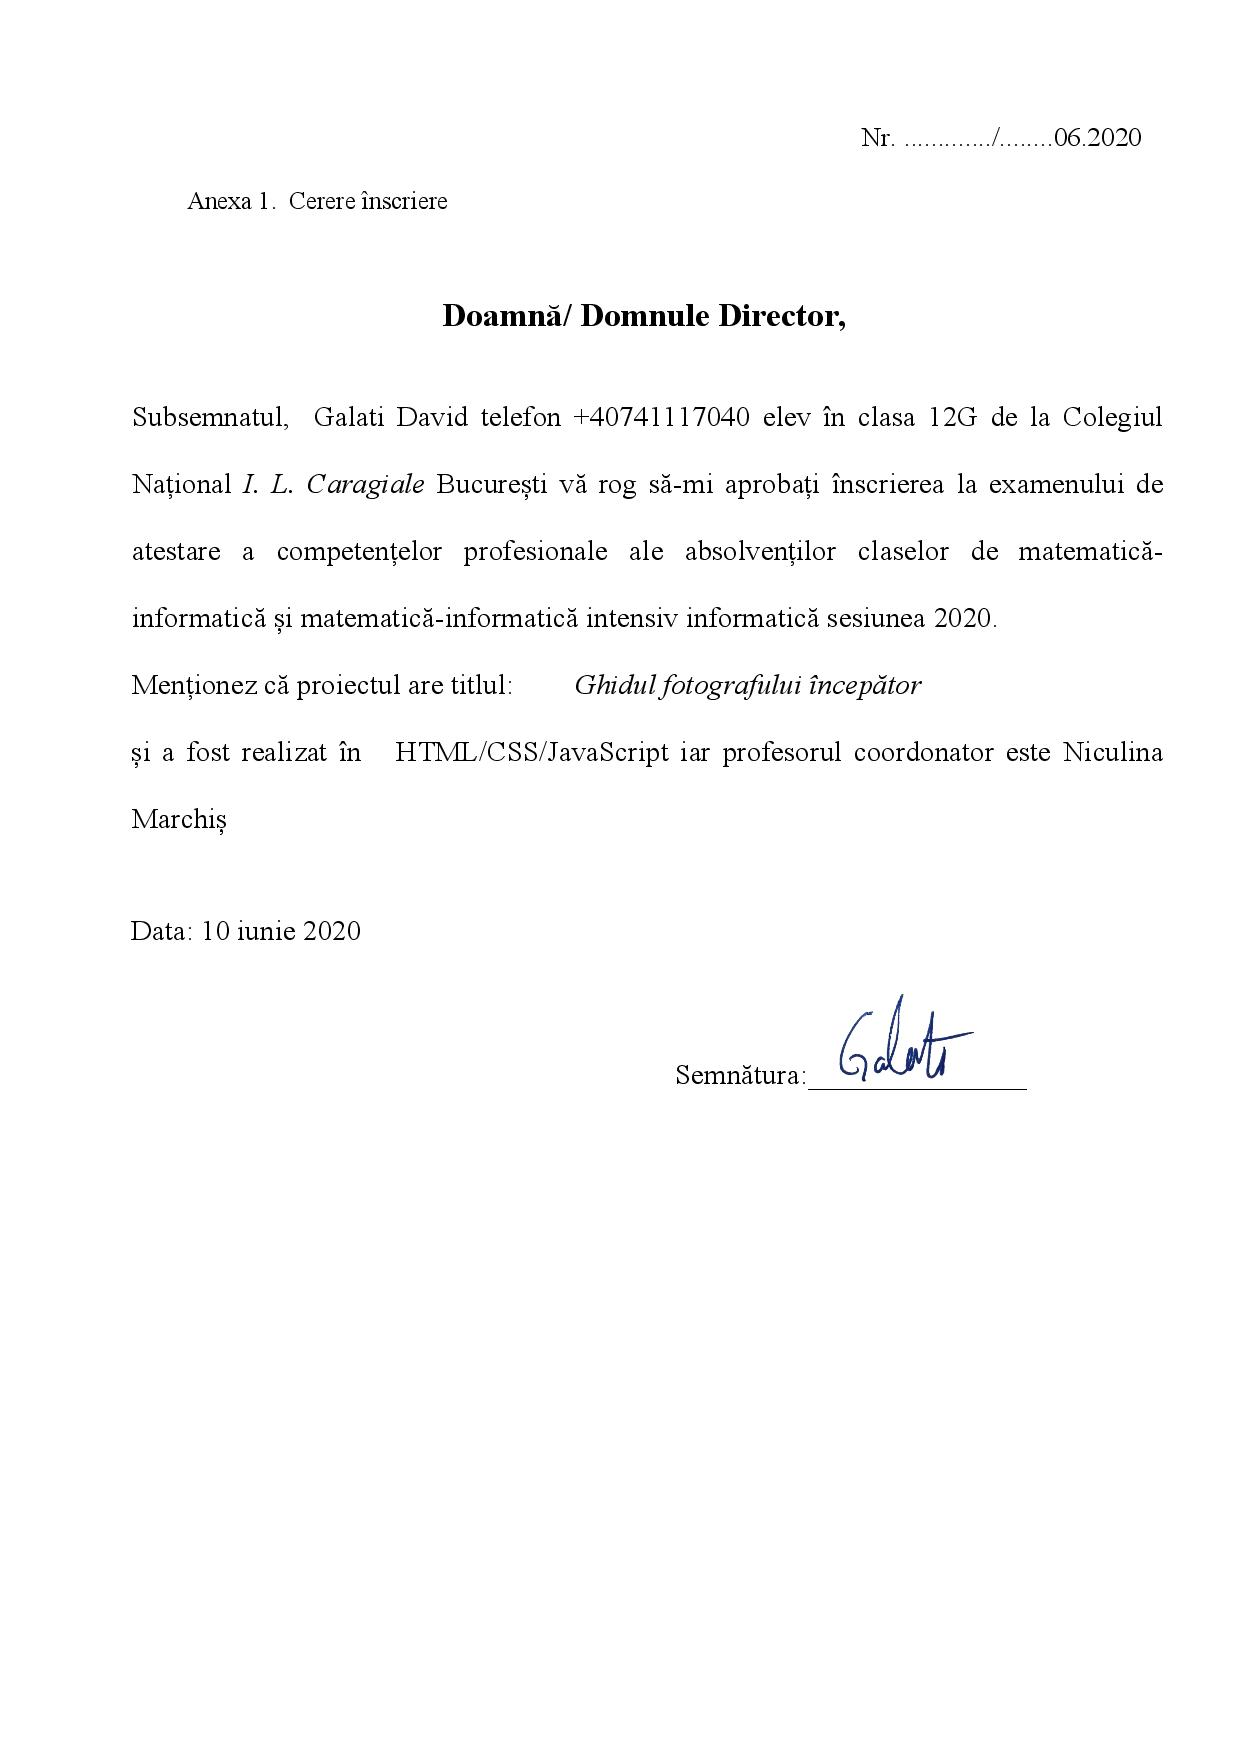 Nr. ............./........06.2020
Anexa 1. Cerere înscriere
Doamnă/ Domnule Director,
Subsemnatul, Galati David telefon +40741117040 elev în clasa 12G de la Colegiul
Național I. L. Caragiale București vă rog să-mi aprobați înscrierea la examenului de
atestare a competențelor profesionale ale absolvenților claselor de matematică-
informatică și matematică-informatică intensiv informatică sesiunea 2020.
Menționez că proiectul are titlul: Ghidul fotografului începător
și a fost realizat în HTML/CSS/JavaScript iar profesorul coordonator este Niculina
Marchiș
Data: 10 iunie 2020
Semnătura: Galati